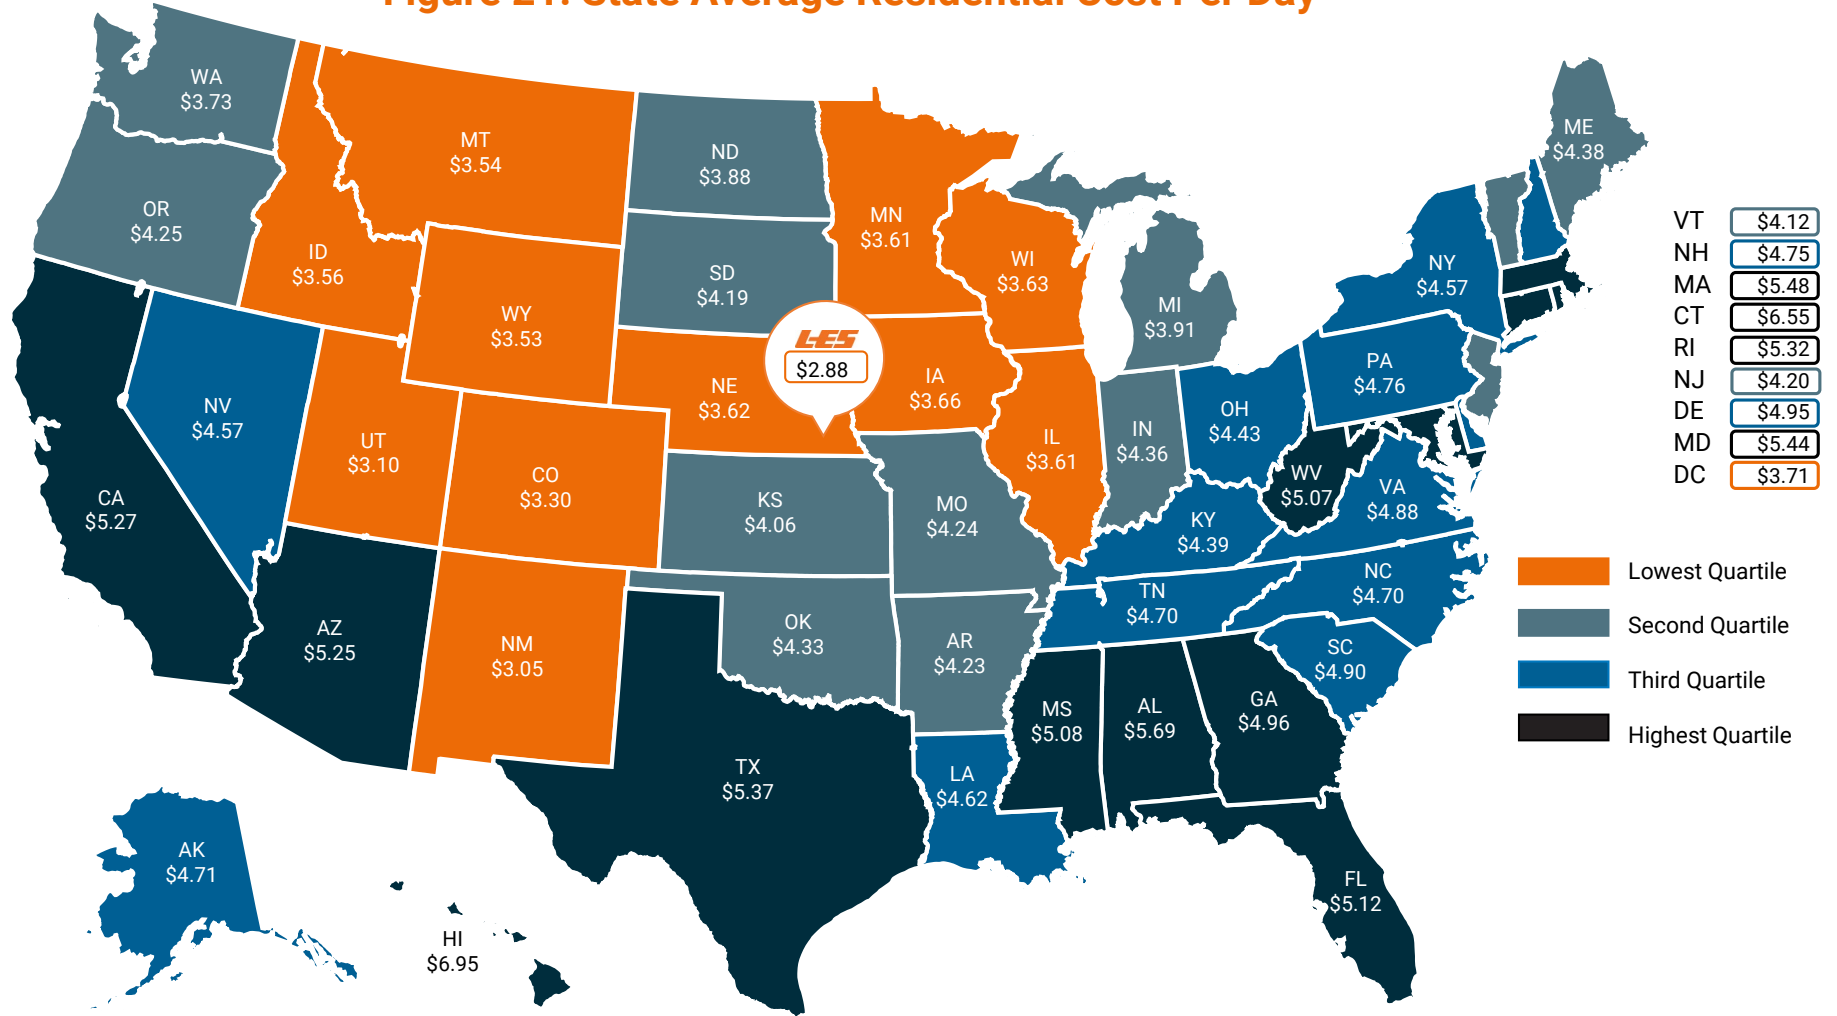 Figure 21: State Average Residential Cost Per Day
WA
$3.73
OR
$4.25
CA
$5.27
NV
$4.57
ID
$3.56
MT
$3.54
WY
$3.53
UT
$3.10
CO
$3.30
AZ
$5.25
NM
$3.05
ND
$3.88
SD
$4.19
NE
$3.62
LES
$2.88
KS
$4.06
OK
$4.33
TX
$5.37
MN
$3.61
IA
$3.66
MO
$4.24
AR
$4.23
LA
$4.62
WI
$3.63
IL
$3.61
MI
$3.91
IN
$4.36
OH
$4.43
KY
$4.39
TN
$4.70
MS
$5.08
AL
$5.69
GA
$4.96
FL
$5.12
SC
$4.90
NC
$4.70
VA
$4.88
WV
$5.07
PA
$4.76
NY
$4.57
ME
$4.38
AK
$4.71
HI
$6.95
VT $4.12
NH $4.75
MA $5.48
CT $6.55
RI $5.32
NJ $4.20
DE $4.95
MD $5.44
DC $3.71
Lowest Quartile
Second Quartile
Third Quartile
Highest Quartile